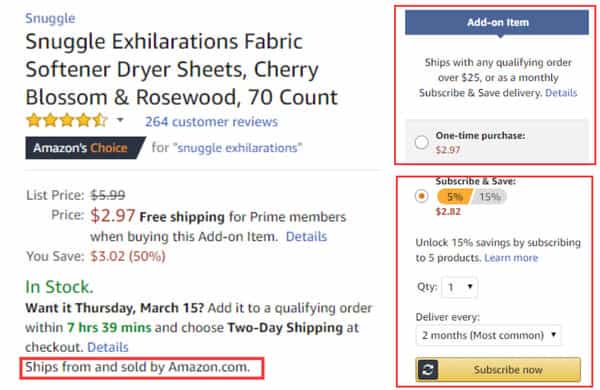 Snuggle
Snuggle Exhilarations Fabric
Softener Dryer Sheets, Cherry
Blossom & Rosewood, 70 Count
264 customer reviews
Amazon's Choice for "snuggle exhilarations"
List Price: $5.99
Price: $2.97 Free shipping for Prime members
when buying this Add-on Item. Details
You Save: $3.02 (50%)
In Stock.
Want it Thursday, March 15? Add it to a qualifying order
within 7 hrs 39 mins and choose Two-Day Shipping at
checkout. Details
Ships from and sold by Amazon.com.
Add-on Item
Ships with any qualifying order
over $25, or as a monthly
Subscribe & Save delivery. Details
One-time purchase:
$2.97
Subscribe & Save:
5% 15%
$2.82
Unlock 15% savings by subscribing
to 5 products. Learn more
Qty: 1
Deliver every:
2 months (Most common)
Subscribe now